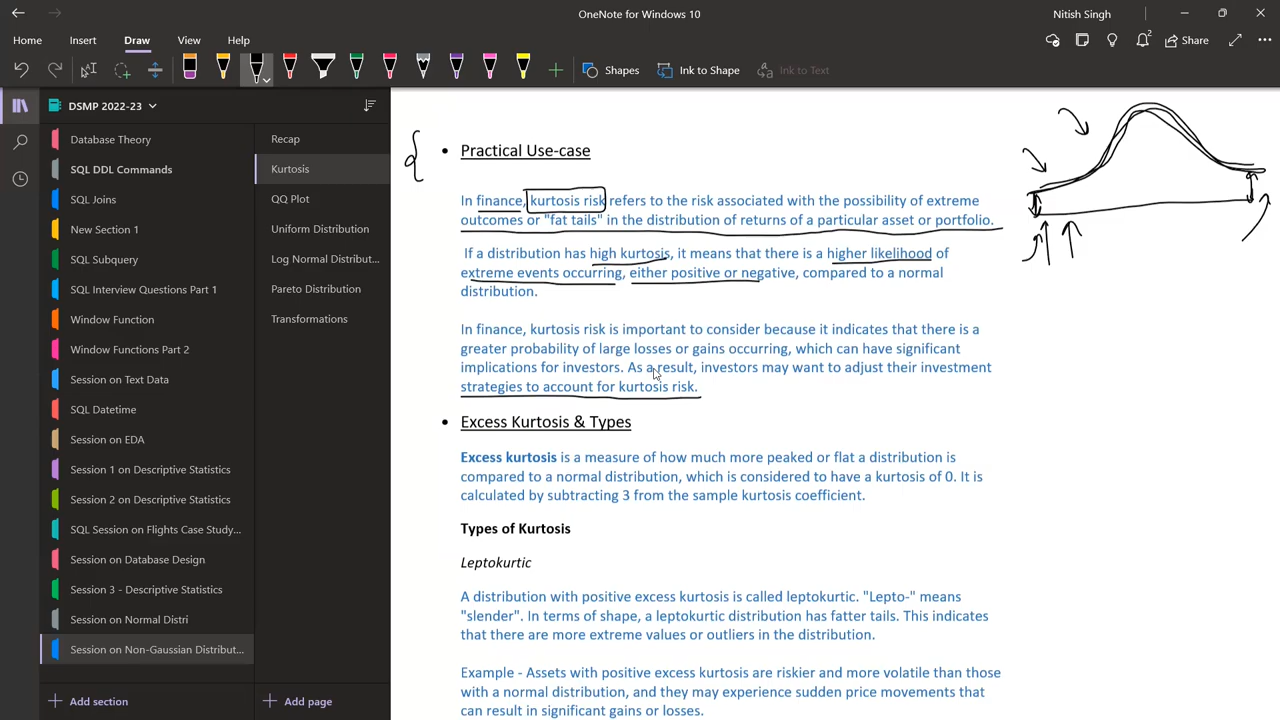 OneNote for Windows 10
Nitish Singh
Home
Insert
Draw
View
Help
Share
Shapes
Ink to Shape
Ink to Text
DSMP 2022-23
Database Theory
SQL DDL Commands
SQL Joins
New Section 1
SQL Subquery
SQL Interview Questions Part 1
Window Function
Window Functions Part 2
Session on Text Data
SQL Datetime
Session on EDA
Session 1 on Descriptive Statistics
Session 2 on Descriptive Statistics
SQL Session on Flights Case Study...
Session on Database Design
Session 3 - Descriptive Statistics
Session on Normal Distri
Session on Non-Gaussian Distribut...
Add section
Recap
Kurtosis
QQ Plot
Uniform Distribution
Log Normal Distribut...
Pareto Distribution
Transformations
Add page
• Practical Use-case
In finance, kurtosis risk refers to the risk associated with the possibility of extreme
outcomes or "fat tails" in the distribution of returns of a particular asset or portfolio.
If a distribution has high kurtosis, it means that there is a higher likelihood of
extreme events occurring, either positive or negative, compared to a normal
distribution.
In finance, kurtosis risk is important to consider because it indicates that there is a
greater probability of large losses or gains occurring, which can have significant
implications for investors. As a result, investors may want to adjust their investment
strategies to account for kurtosis risk.
• Excess Kurtosis & Types
Excess kurtosis is a measure of how much more peaked or flat a distribution is
compared to a normal distribution, which is considered to have a kurtosis of 0. It is
calculated by subtracting 3 from the sample kurtosis coefficient.
Types of Kurtosis
Leptokurtic
A distribution with positive excess kurtosis is called leptokurtic. "Lepto-" means
"slender". In terms of shape, a leptokurtic distribution has fatter tails. This indicates
that there are more extreme values or outliers in the distribution.
Example - Assets with positive excess kurtosis are riskier and more volatile than those
with a normal distribution, and they may experience sudden price movements that
can result in significant gains or losses.